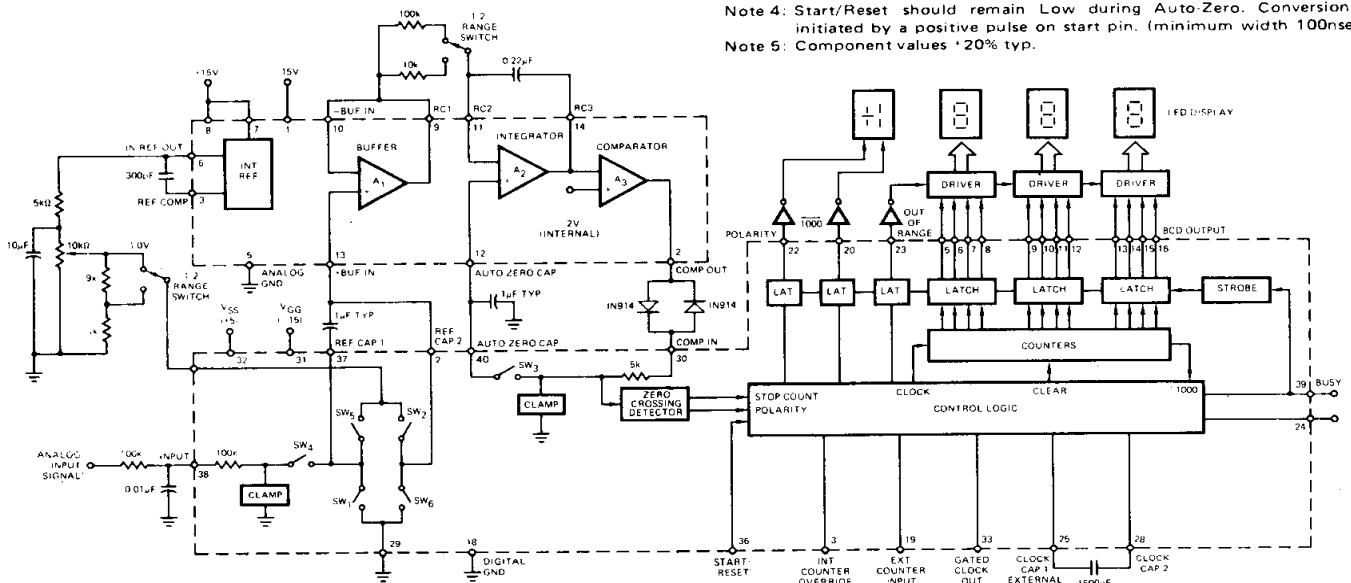 Note 4: Start/Reset should remain Low during Auto-Zero. Conversion
initiated by a positive pulse on start pin. (minimum width 100nse
Note 5: Component values +20% typ.
100k
1.2
RANGE
SWITCH
10k
0.22µF
+15V
15V
-BUF IN
RC1
RC2
RC3
8
7
1
10
9
11
14
LED DISPLAY
IN REF OUT
6
INT
REF
300pF
REF COMP
3
BUFFER
A1
INTEGRATOR
A2
COMPARATOR
A3
2V
(INTERNAL)
5kΩ
10µF
10kΩ
1.0V
9k
1.2
RANGE
SWITCH
5
ANALOG
GND
13
+BUF IN
12
AUTO ZERO CAP
2
COMP OUT
1µF TYP
1µF TYP
IN914
IN914
VSS
(+5)
VGG
32
31
REF CAP 1
37
REF
CAP 2
2
AUTO ZERO CAP
40
COMP IN
30
SW3
5k
CLAMP
ZERO
CROSSING
DETECTOR
SW5
SW2
SW4
SW1
SW6
ANALOG
INPUT
SIGNAL
100k
INPUT
38
100k
0.01µF
CLAMP
29
DIGITAL
GND
DRIVER
DRIVER
DRIVER
POLARITY
1000
OUT
OF
RANGE
BCD OUTPUT
22
20
23
5
6
7
8
9
10
11
12
13
14
15
16
LAT
LAT
LAT
LATCH
LATCH
LATCH
STROBE
COUNTERS
STOP COUNT
POLARITY
CLOCK
CLEAR
1000
CONTROL LOGIC
39
BUSY
24
36
START-
RESET
3
INT
COUNTER
OVERRIDE
19
EXT
COUNTER
INPUT
33
GATED
CLOCK
OUT
25
CLOCK
CAP 1
EXTERNAL
28
CLOCK
CAP 2